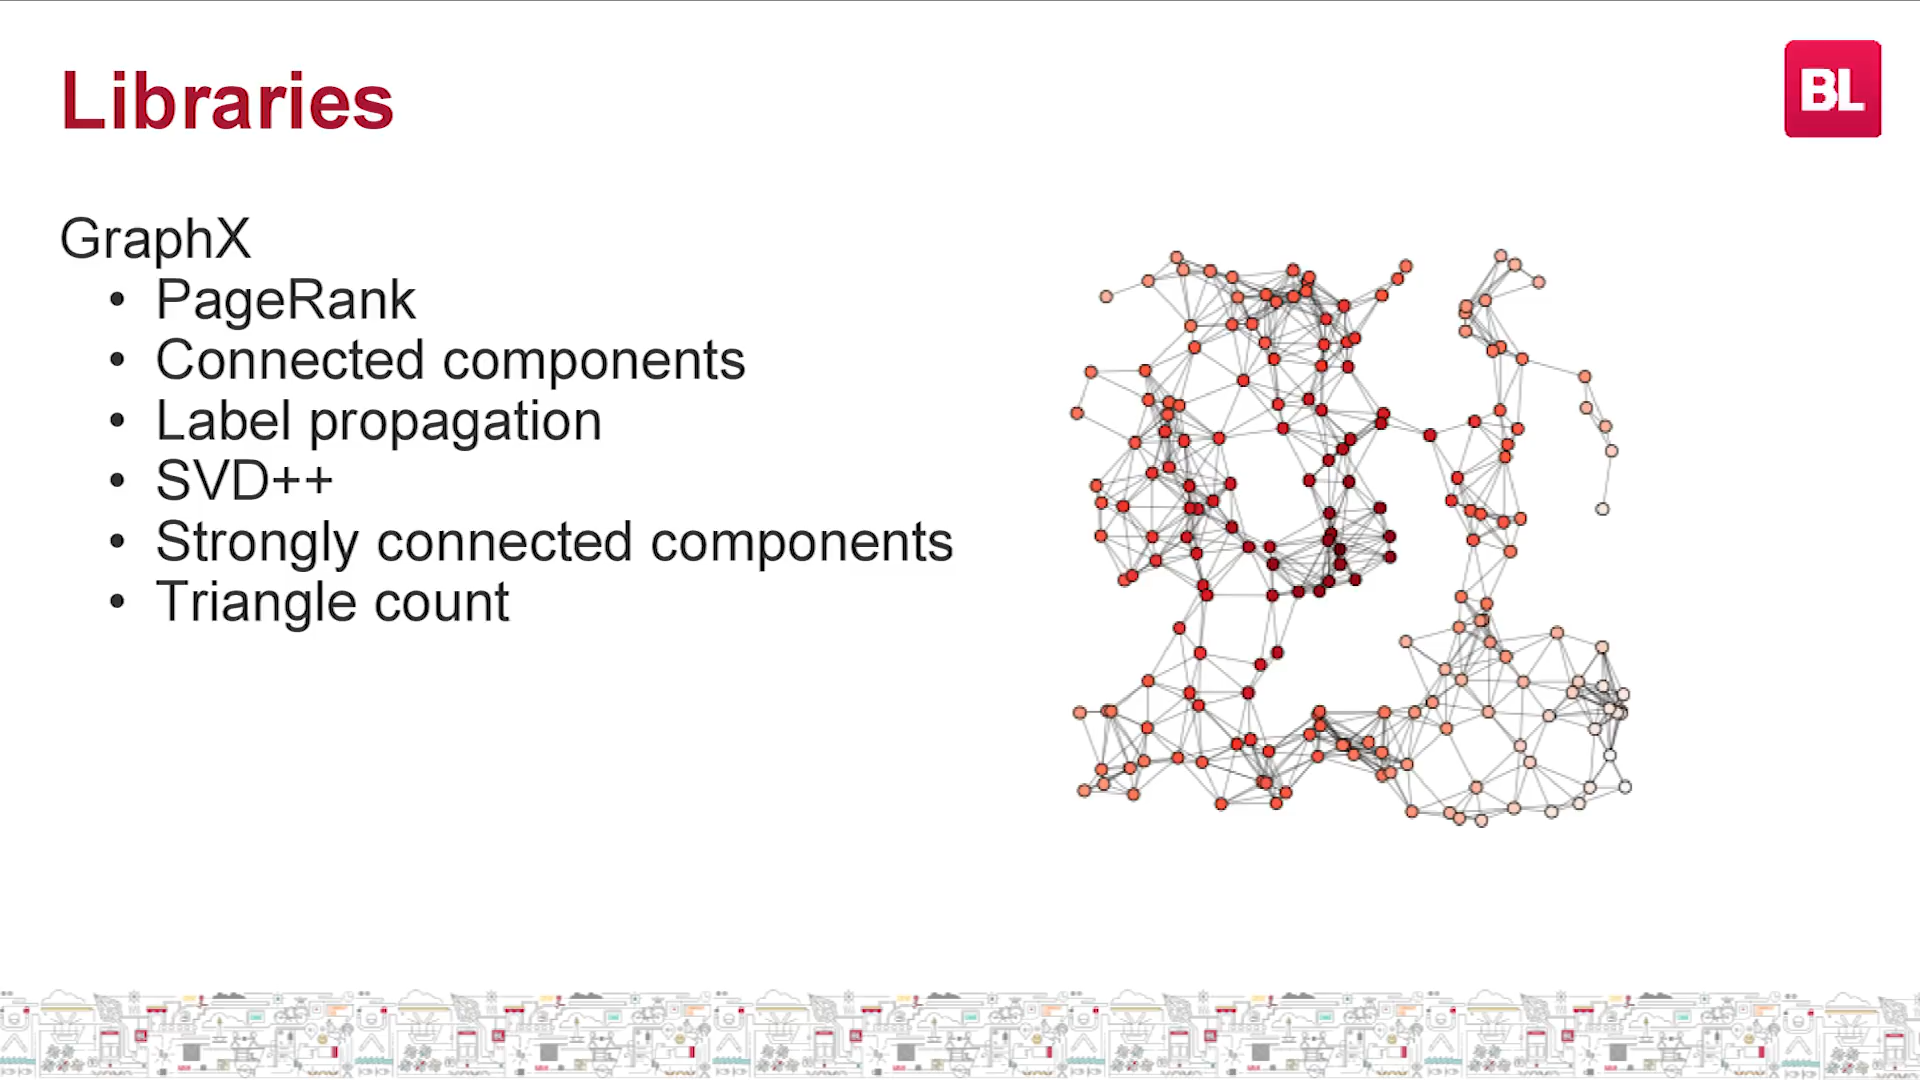 Libraries
BL
GraphX
• PageRank
• Connected components
• Label propagation
• SVD++
• Strongly connected components
• Triangle count